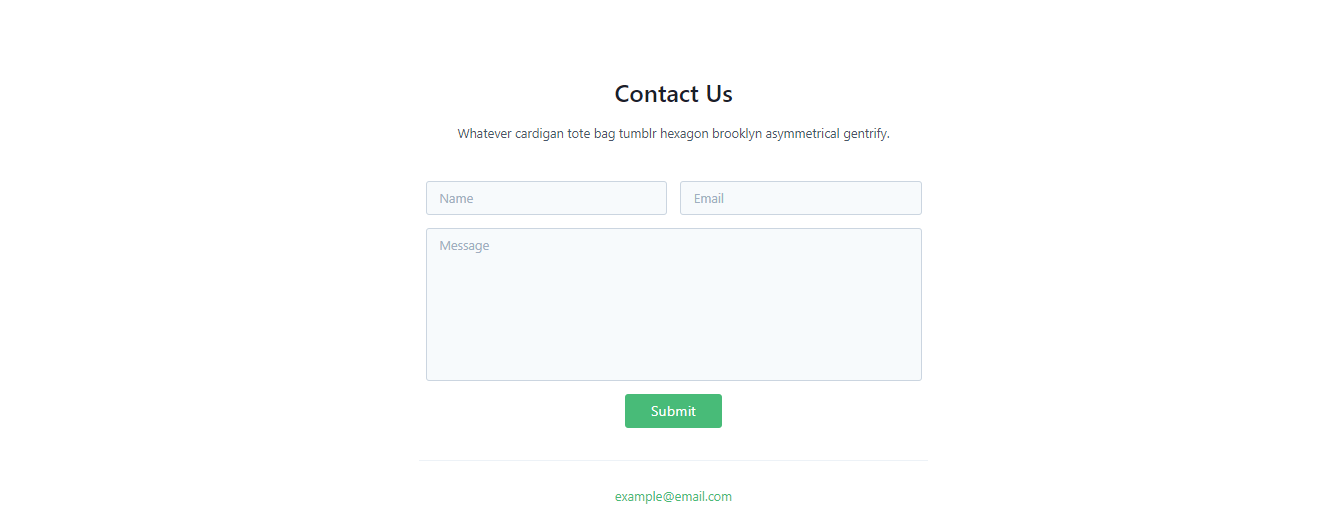 Contact Us
Whatever cardigan tote bag tumblr hexagon brooklyn asymmetrical gentrify.
Name Email
Message
Submit
example@email.com